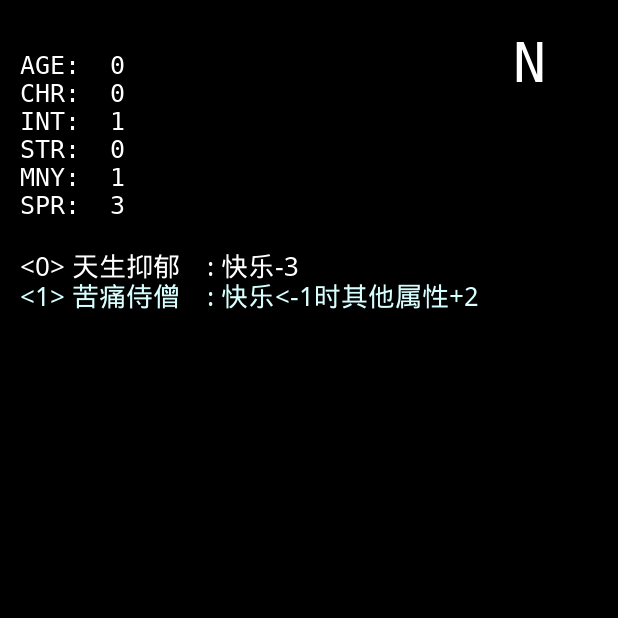 N
AGE: 0
CHR: 0
INT: 1
STR: 0
MNY: 1
SPR: 3
<0> 天生抑郁 : 快乐-3
<1> 苦痛侍僧 : 快乐<-1时其他属性+2